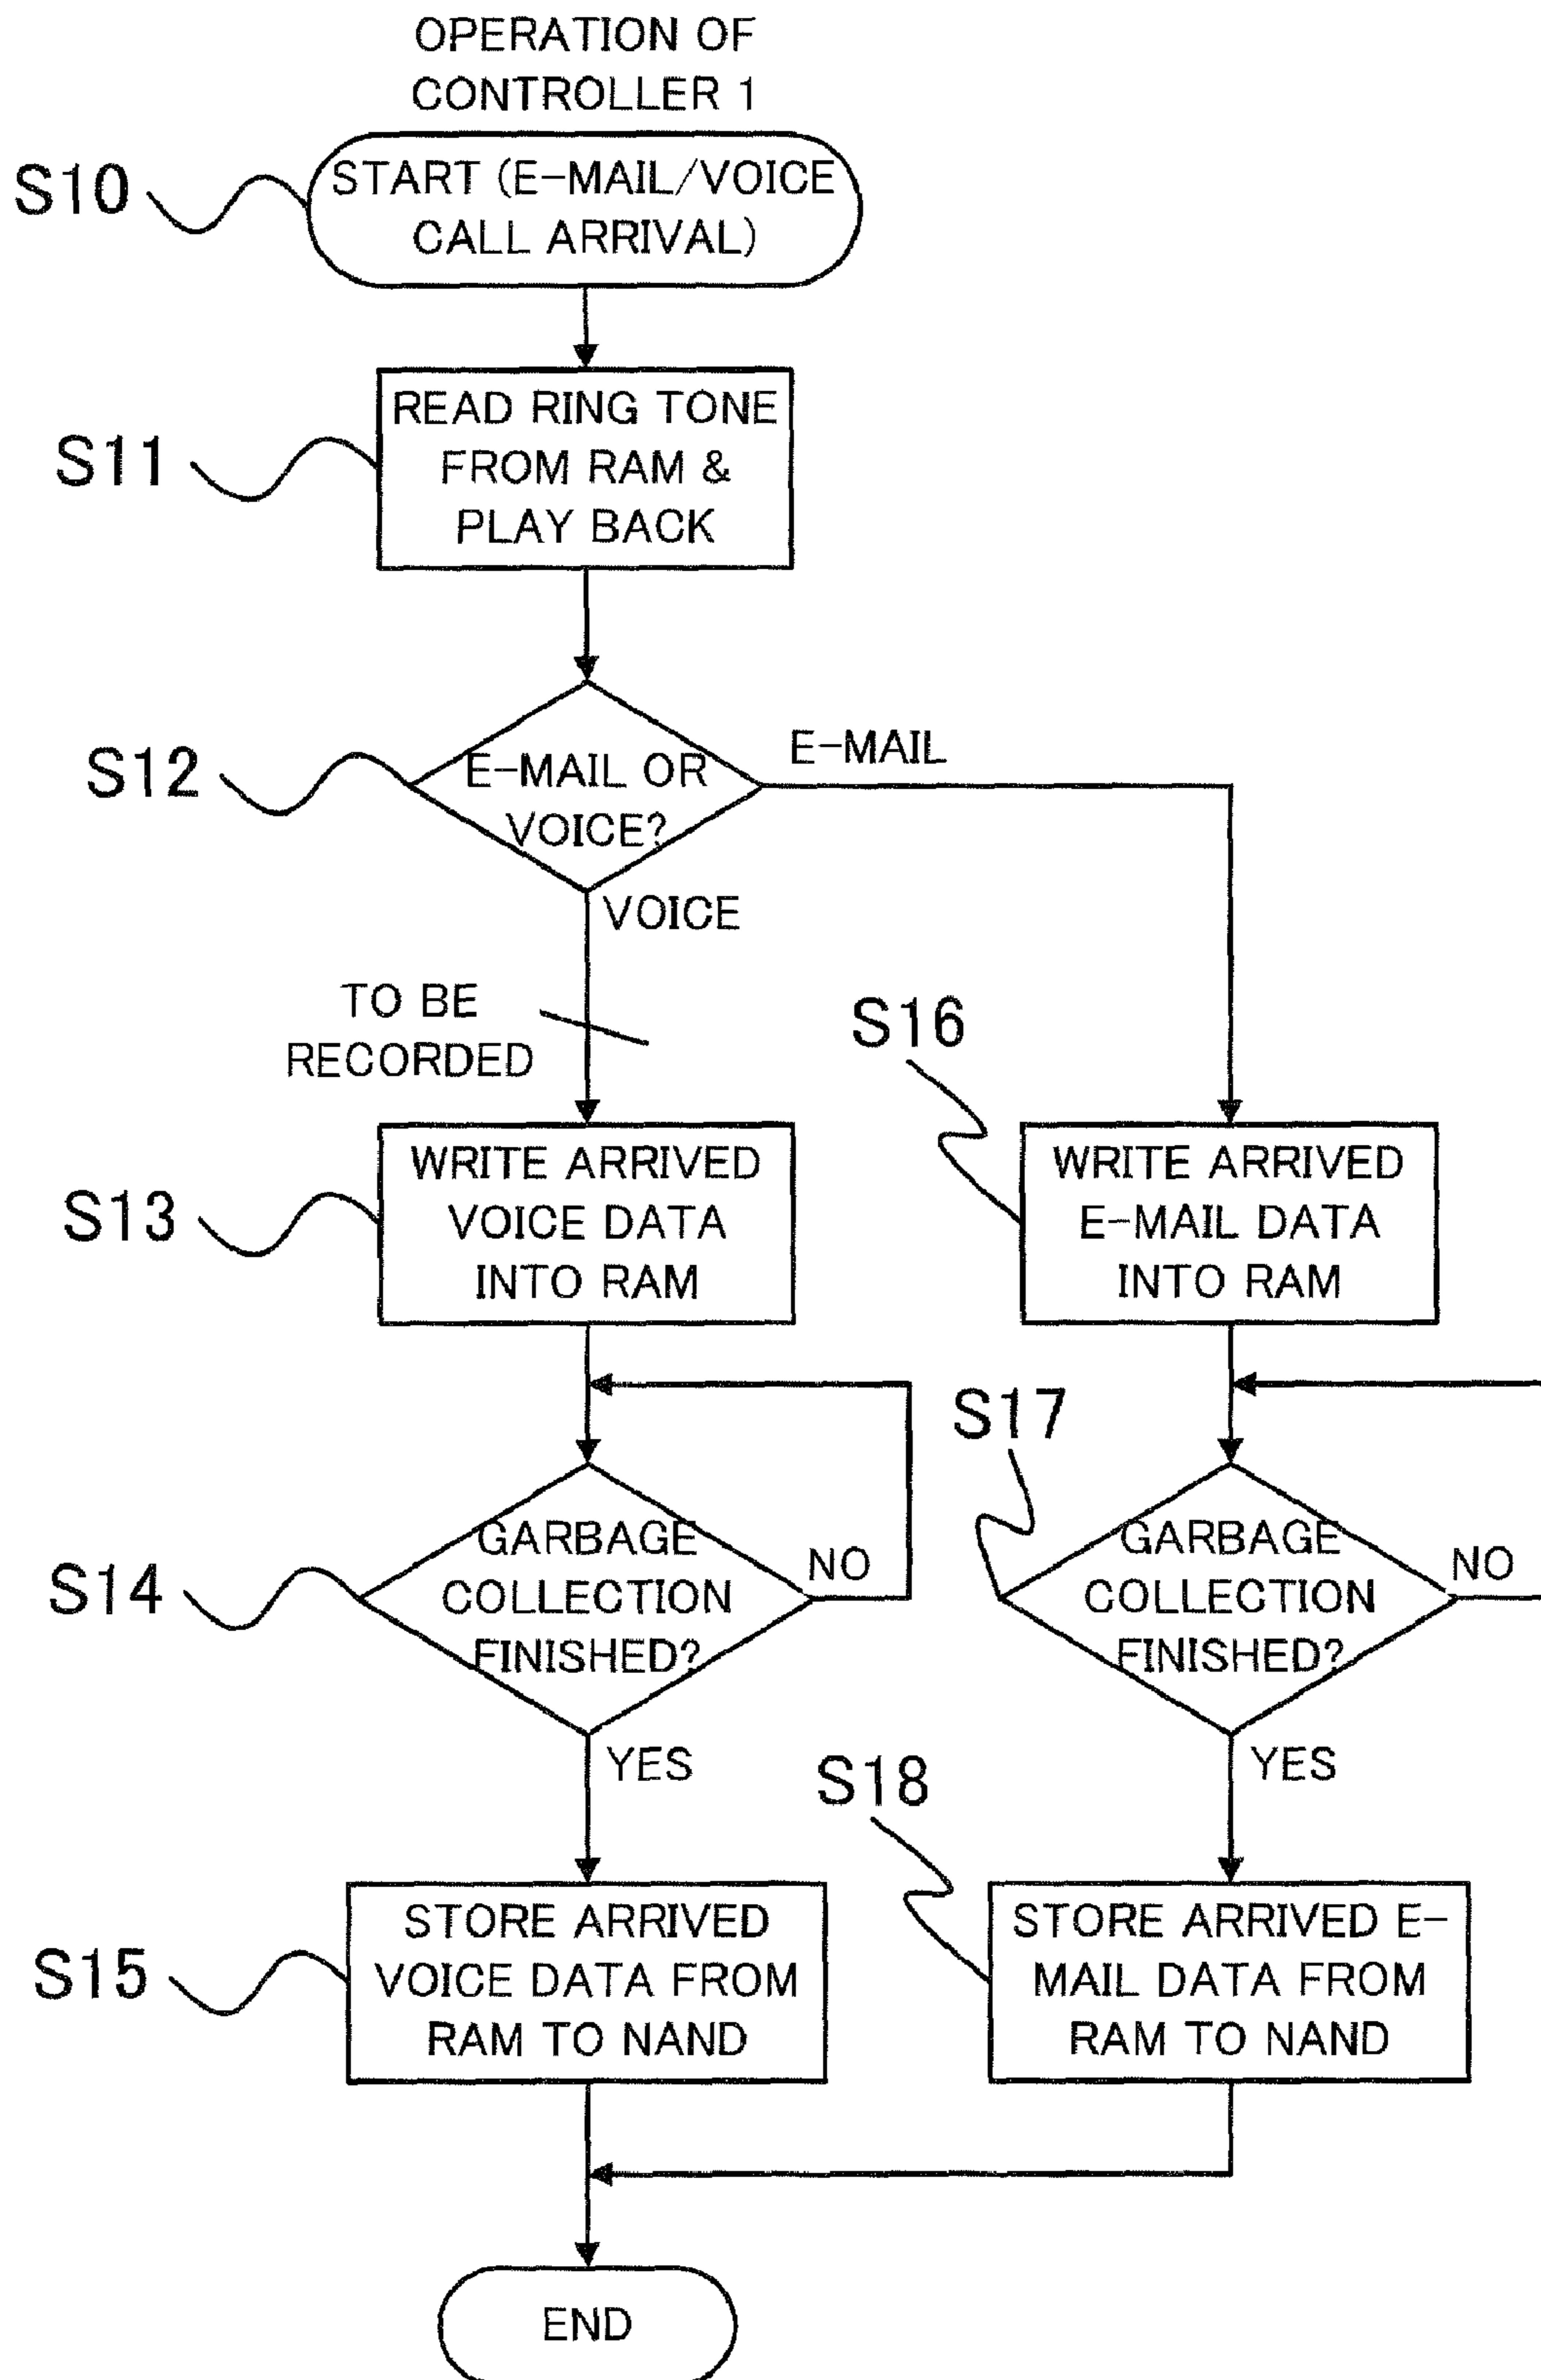 OPERATION OF
CONTROLLER 1
S10
START (E-MAIL/VOICE
CALL ARRIVAL)
S11
READ RING TONE
FROM RAM &
PLAY BACK
S12
E-MAIL OR
VOICE?
E-MAIL
VOICE
TO BE
RECORDED
S13
WRITE ARRIVED
VOICE DATA
INTO RAM
S16
WRITE ARRIVED
E-MAIL DATA
INTO RAM
S14
GARBAGE
COLLECTION
FINISHED?
NO
YES
S17
GARBAGE
COLLECTION
FINISHED?
NO
YES
S15
STORE ARRIVED
VOICE DATA FROM
RAM TO NAND
S18
STORE ARRIVED E-
MAIL DATA FROM
RAM TO NAND
END